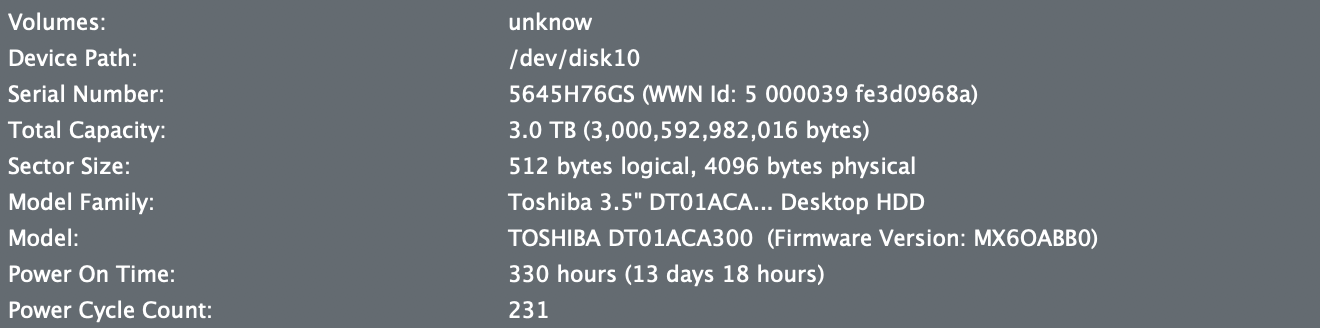 Volumes: unknow
Device Path: /dev/disk10
Serial Number: 5645H76GS (WWN Id: 5 000039 fe3d0968a)
Total Capacity: 3.0 TB (3,000,592,982,016 bytes)
Sector Size: 512 bytes logical, 4096 bytes physical
Model Family: Toshiba 3.5" DT01ACA... Desktop HDD
Model: TOSHIBA DT01ACA300  (Firmware Version: MX6OABB0)
Power On Time: 330 hours (13 days 18 hours)
Power Cycle Count: 231